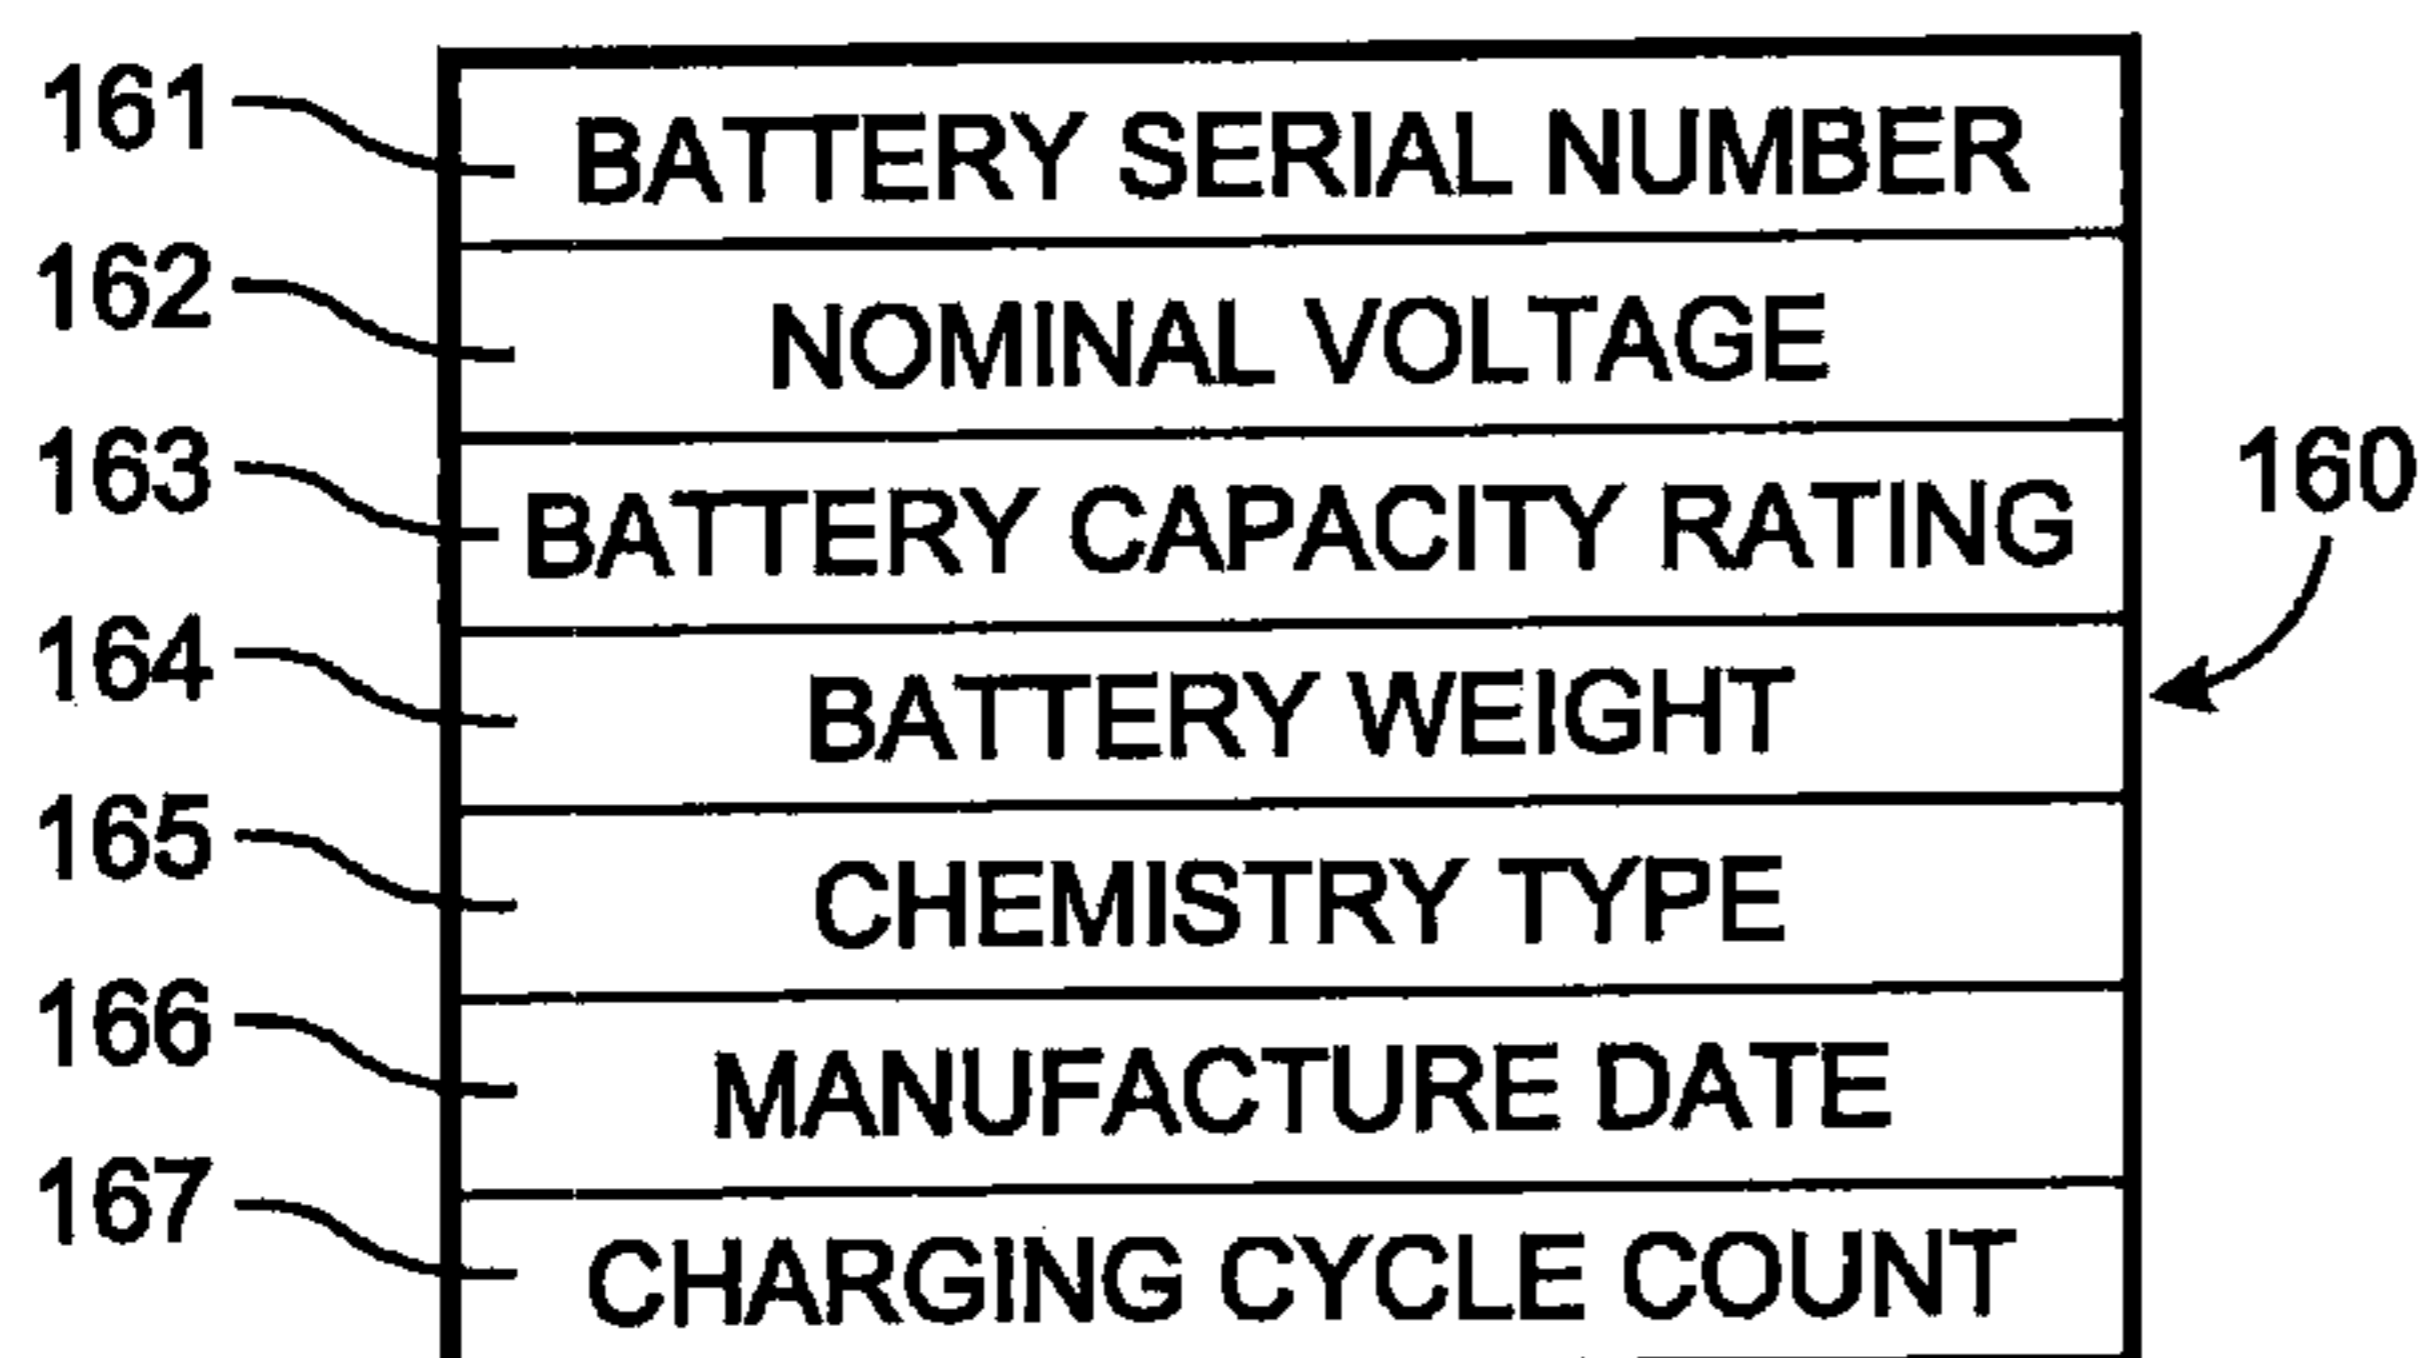 161 BATTERY SERIAL NUMBER
162 NOMINAL VOLTAGE
163 BATTERY CAPACITY RATING
160
164 BATTERY WEIGHT
165 CHEMISTRY TYPE
166 MANUFACTURE DATE
167 CHARGING CYCLE COUNT